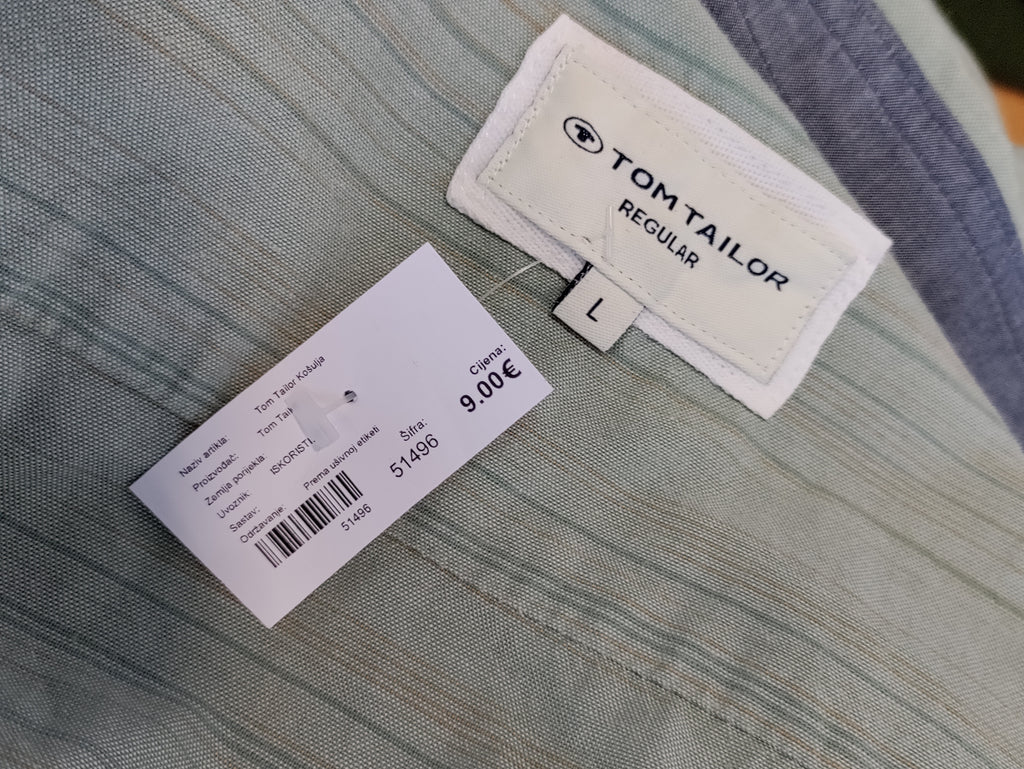 TOM TAILOR
REGULAR
L
Naziv artikla: Tom Tailor Košulja
Proizvođač: Tom
Zemlja porijekla:
Uvoznik: ISKORISTI
Sastav:
Održavanje: Prema ušivnoj etiketi
51496
Šifra:
51496
Cijena:
9.00€